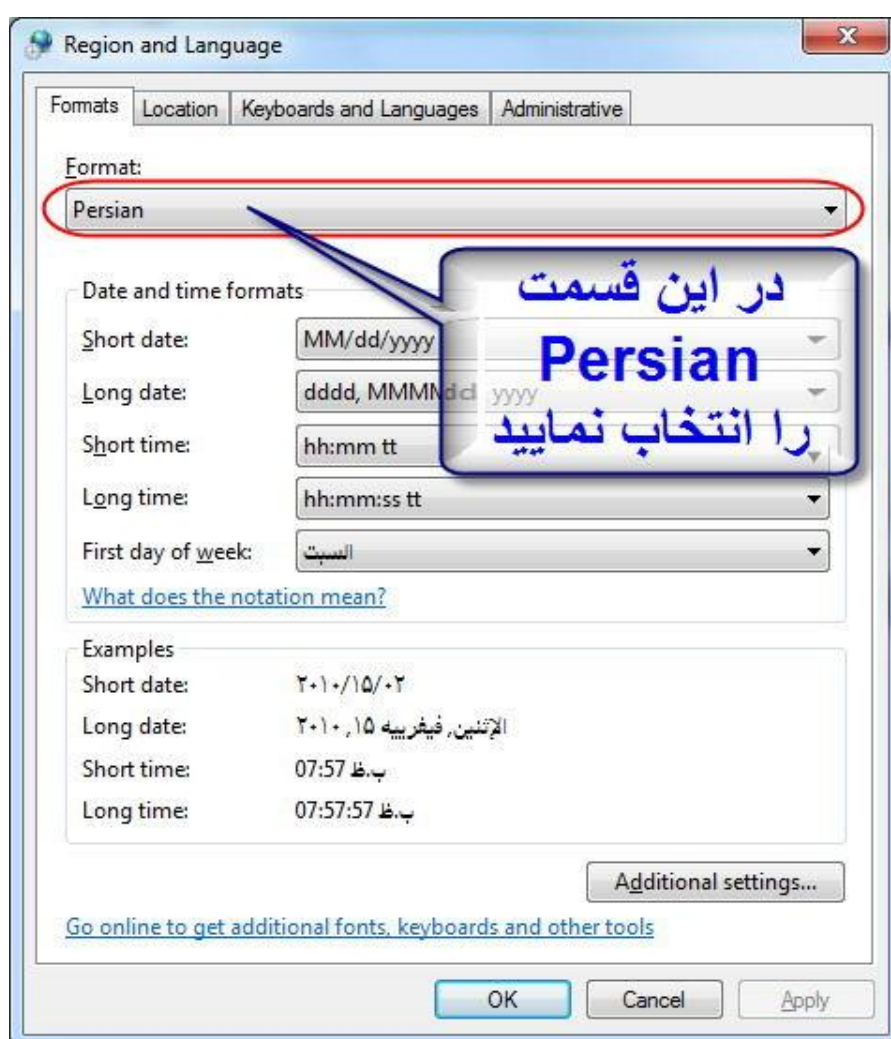 Region and Language
Formats Location Keyboards and Languages Administrative
Format:
Persian
در این قسمت
Persian
را انتخاب نمایید
Date and time formats
Short date: MM/dd/yyyy
Long date: dddd, MMMM dd, yyyy
Short time: hh:mm tt
Long time: hh:mm:ss tt
First day of week: السبت
What does the notation mean?
Examples
Short date: ۲۰۱۰/۱۵/۰۲
Long date: الإتنين, فيفرييه ۱۵, ۲۰۱۰
Short time: 07:57 ب.ظ
Long time: 07:57:57 ب.ظ
Additional settings...
Go online to get additional fonts, keyboards and other tools
OK Cancel Apply